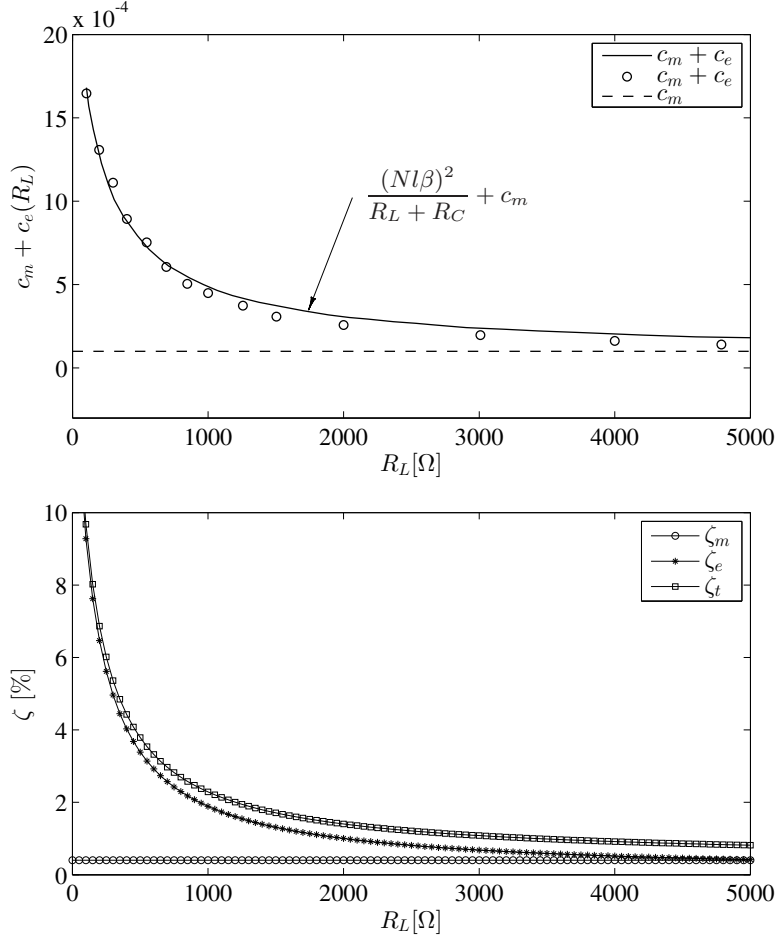 x 10⁻⁴
20
15
10
5
0
c_m + c_e(R_L)
c_m + c_e
c_m + c_e
c_m
(Nlβ)²
R_L + R_C + c_m
0 1000 2000 3000 4000 5000
R_L[Ω]
10
8
6
4
2
0
ζ [%]
ζ_m
ζ_e
ζ_t
0 1000 2000 3000 4000 5000
R_L[Ω]